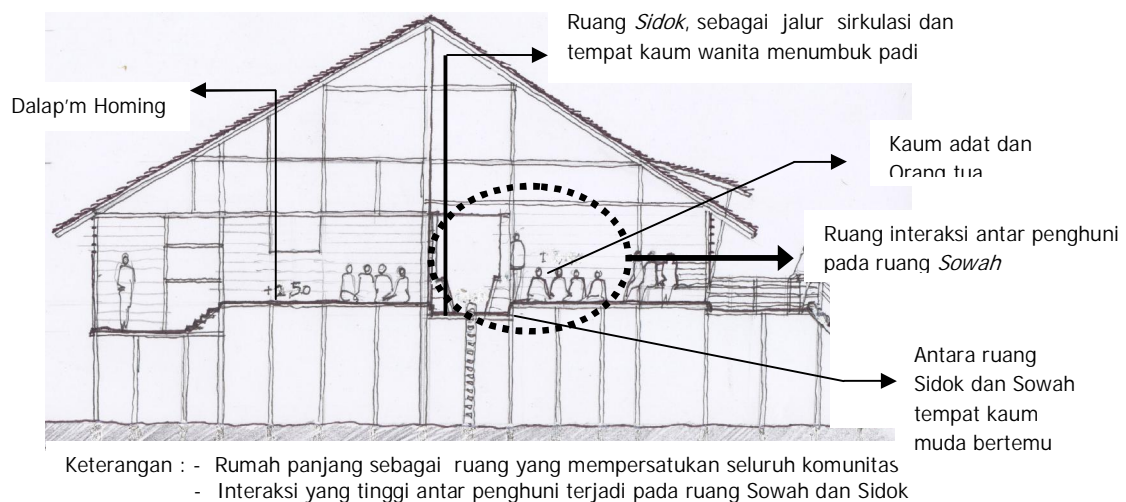 Ruang Sidok, sebagai jalur sirkulasi dan
tempat kaum wanita menumbuk padi
Dalap'm Homing
Kaum adat dan
Orang tua
Ruang interaksi antar penghuni
pada ruang Sowah
+2,50
Antara ruang
Sidok dan Sowah
tempat kaum
muda bertemu
Keterangan : - Rumah panjang sebagai ruang yang mempersatukan seluruh komunitas
- Interaksi yang tinggi antar penghuni terjadi pada ruang Sowah dan Sidok